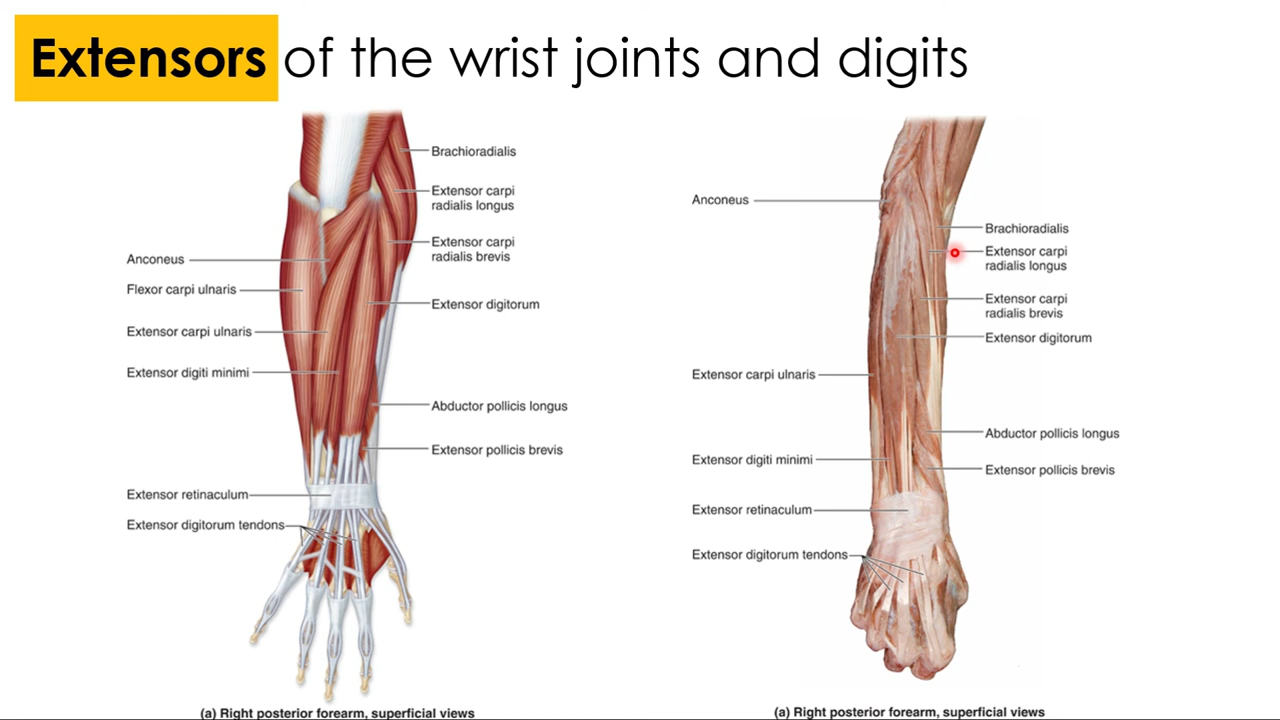 Extensors of the wrist joints and digits
Brachioradialis
Extensor carpi
radialis longus
Extensor carpi
radialis brevis
Anconeus
Flexor carpi ulnaris
Extensor digitorum
Extensor carpi ulnaris
Extensor digiti minimi
Abductor pollicis longus
Extensor pollicis brevis
Extensor retinaculum
Extensor digitorum tendons
(a) Right posterior forearm, superficial views
Anconeus
Brachioradialis
Extensor carpi
radialis longus
Extensor carpi
radialis brevis
Extensor digitorum
Extensor carpi ulnaris
Abductor pollicis longus
Extensor digiti minimi
Extensor pollicis brevis
Extensor retinaculum
Extensor digitorum tendons
(a) Right posterior forearm, superficial views